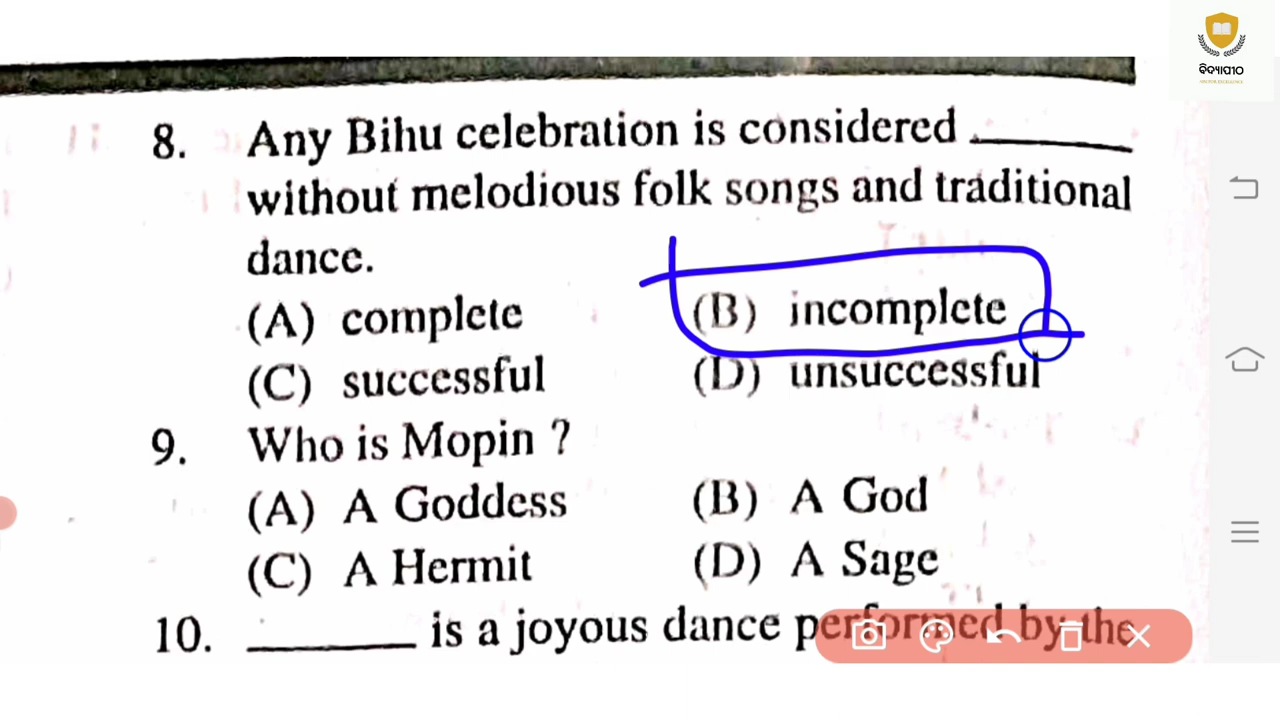 ବିଦ୍ୟାପୀଠ
8. Any Bihu celebration is considered ______
without melodious folk songs and traditional
dance.
(A) complete (B) incomplete
(C) successful (D) unsuccessful
9. Who is Mopin ?
(A) A Goddess (B) A God
(C) A Hermit (D) A Sage
10. ______ is a joyous dance performed by the